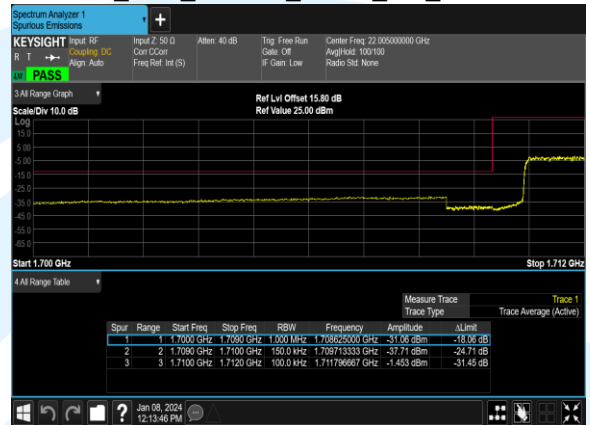 Spectrum Analyzer 1
Spurious Emissions
KEYSIGHT Input: RF Input Z: 50 Ω Atten: 40 dB Trig: Free Run Center Freq: 22.005000000 GHz
R T Coupling: DC Corr CCorr Gate: Off Avg|Hold: 100/100
Align: Auto Freq Ref: Int (S) IF Gain: Low Radio Std: None
LXI PASS
3 All Range Graph
Ref Lvl Offset 15.80 dB
Scale/Div 10.0 dB Ref Value 25.00 dBm
Log
15.0
5.00
-5.00
-15.0
-25.0
-35.0
-45.0
-55.0
-65.0
Start 1.700 GHz Stop 1.712 GHz
4 All Range Table
Measure Trace Trace 1
Trace Type Trace Average (Active)
Spur Range Start Freq Stop Freq RBW Frequency Amplitude ΔLimit
1 1 1.7000 GHz 1.7090 GHz 1.000 MHz 1.708625000 GHz -31.06 dBm -18.06 dB
2 2 1.7090 GHz 1.7100 GHz 150.0 kHz 1.709713333 GHz -37.71 dBm -24.71 dB
3 3 1.7100 GHz 1.7120 GHz 100.0 kHz 1.711796667 GHz -1.453 dBm -31.45 dB
Jan 08, 2024
12:13:46 PM